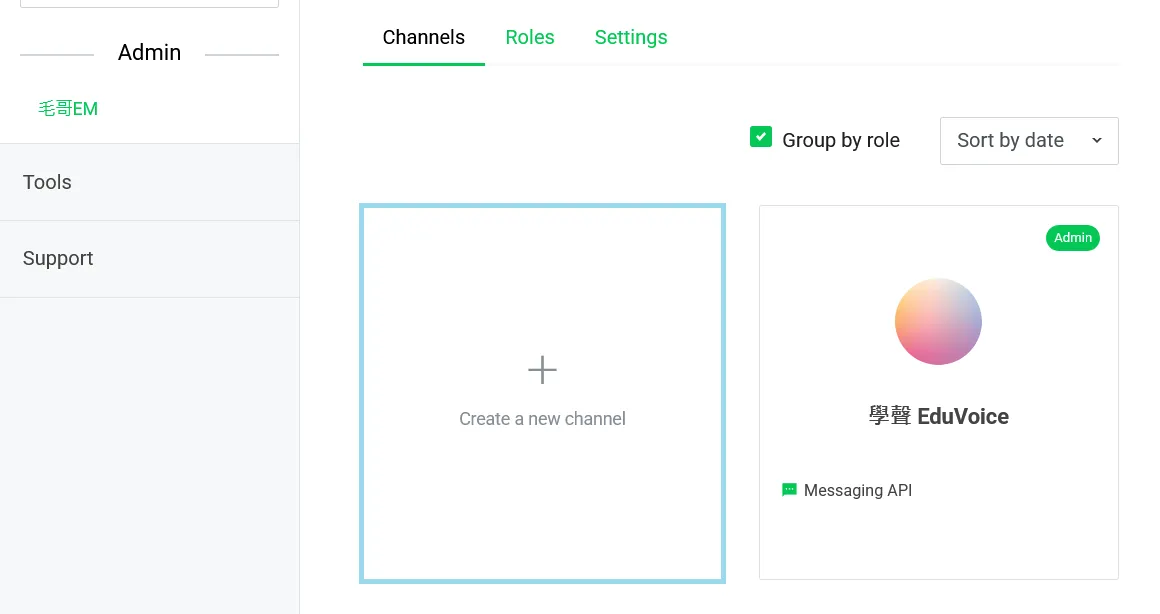 Admin
毛哥EM
Tools
Support
Channels Roles Settings
Group by role Sort by date
Create a new channel
Admin
學聲 EduVoice
Messaging API